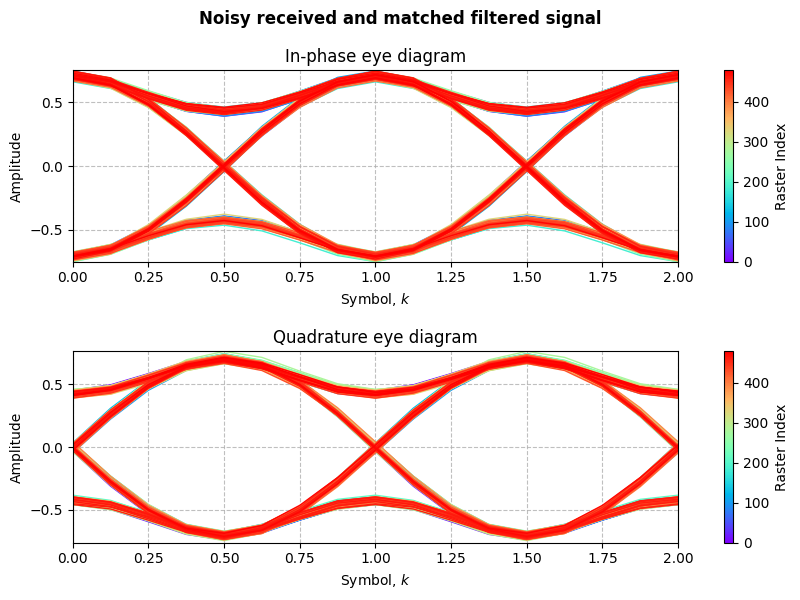 Noisy received and matched filtered signal
In-phase eye diagram
Amplitude
0.5
0.0
−0.5
0.00 0.25 0.50 0.75 1.00 1.25 1.50 1.75 2.00
Symbol, k
400
300
200
100
0
Raster Index
Quadrature eye diagram
Amplitude
0.5
0.0
−0.5
0.00 0.25 0.50 0.75 1.00 1.25 1.50 1.75 2.00
Symbol, k
400
300
200
100
0
Raster Index